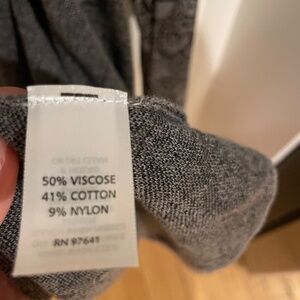 50% VISCOSE
41% COTTON
9% NYLON
RN 97641